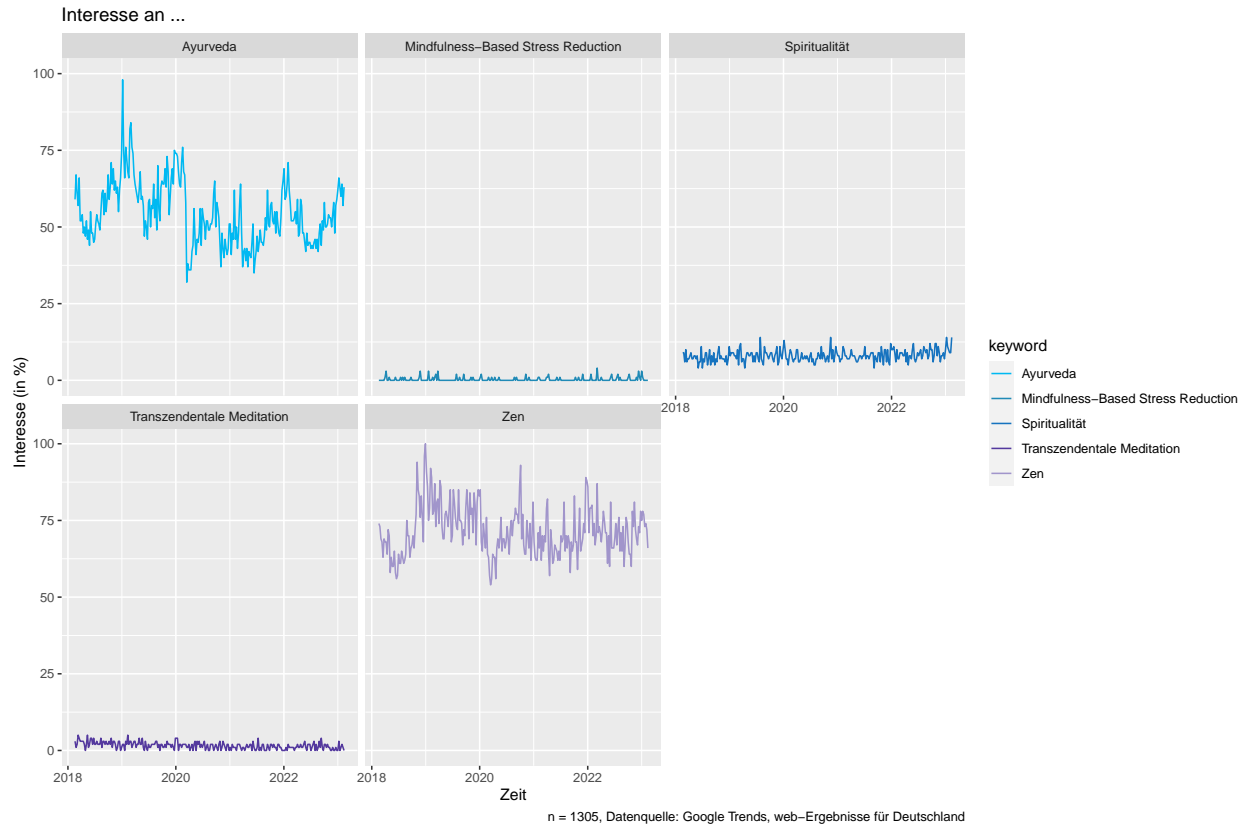 Interesse an ...
Ayurveda
Mindfulness−Based Stress Reduction
Spiritualität
100
75
50
25
0
2018 2020 2022
Transzendentale Meditation
Zen
100
75
50
25
0
2018 2020 2022
2018 2020 2022
Interesse (in %)
Zeit
keyword
Ayurveda
Mindfulness−Based Stress Reduction
Spiritualität
Transzendentale Meditation
Zen
n = 1305, Datenquelle: Google Trends, web−Ergebnisse für Deutschland